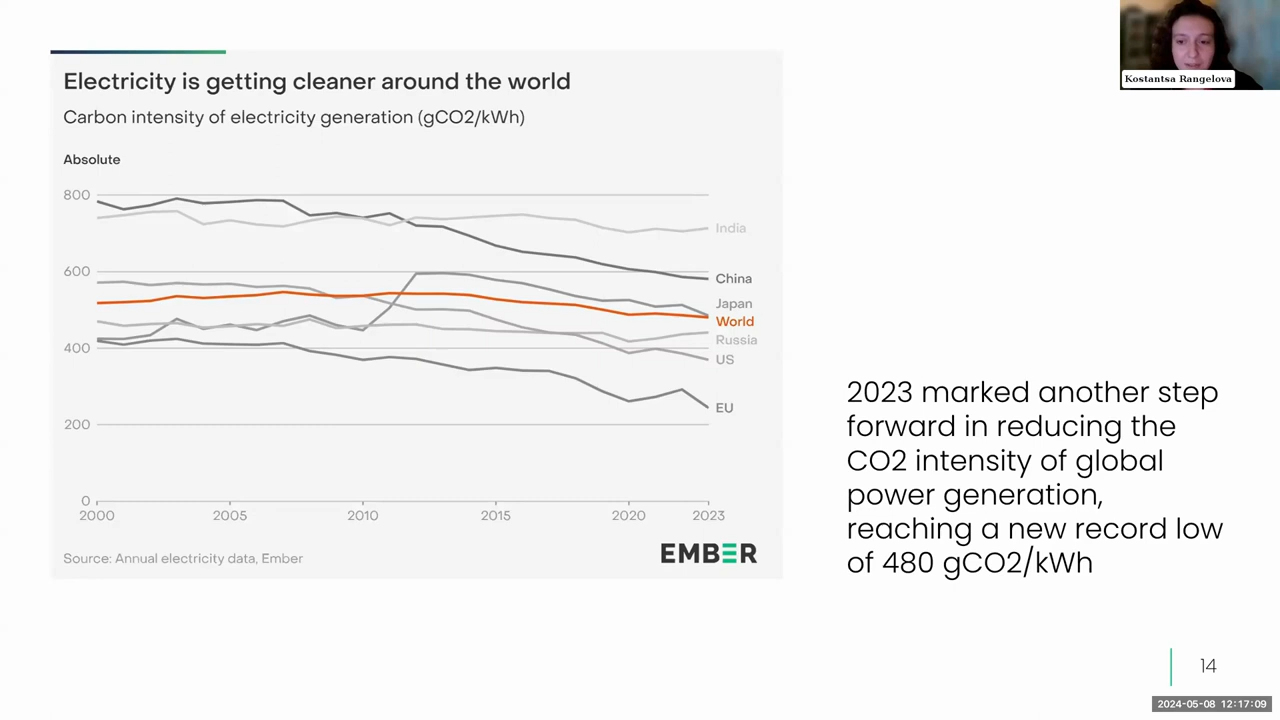 Kostantsa Rangelova
Electricity is getting cleaner around the world
Carbon intensity of electricity generation (gCO2/kWh)
Absolute
800
600
400
200
0
2000
2005
2010
2015
2020
2023
India
China
Japan
World
Russia
US
EU
Source: Annual electricity data, Ember
EMBER
2023 marked another step
forward in reducing the
CO2 intensity of global
power generation,
reaching a new record low
of 480 gCO2/kWh
14
2024-05-08 12:17:09